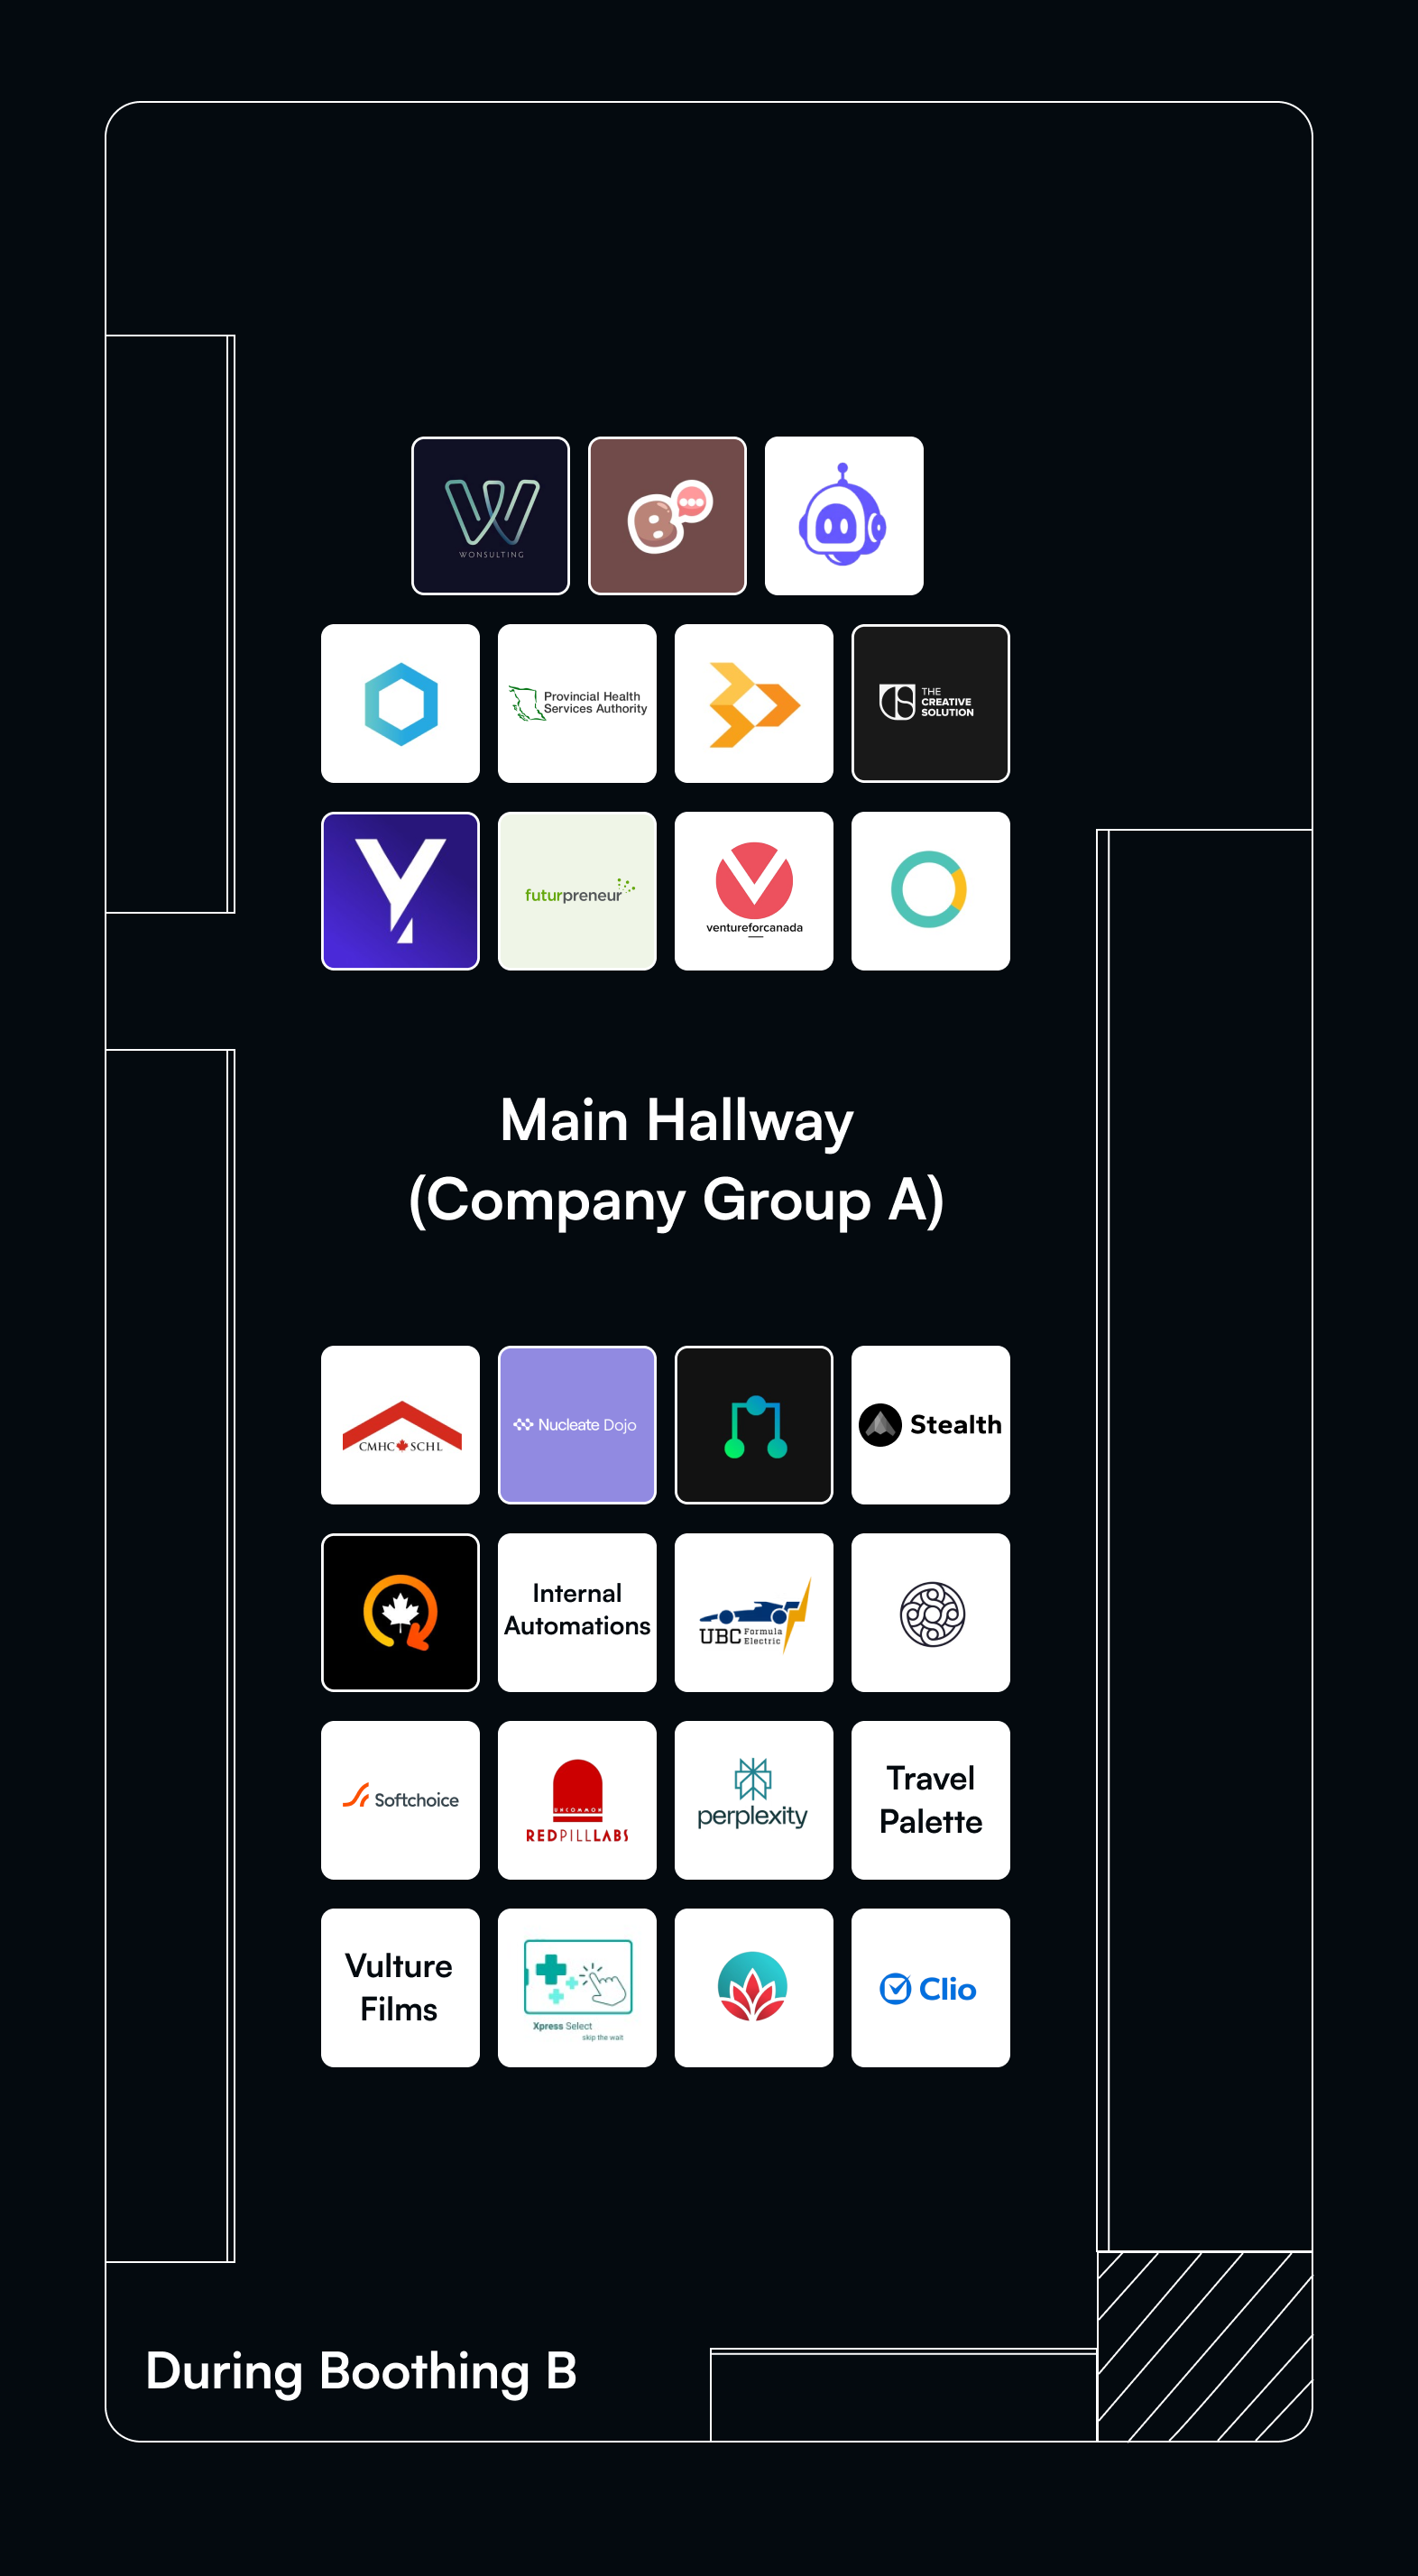 WONSULTING
Provincial Health
Services Authority
THE
CREATIVE
SOLUTION
futurpreneur
ventureforcanada
Main Hallway
(Company Group A)
CMHC SCHL
Nucleate Dojo
Stealth
Internal
Automations
UBC Formula
Electric
Softchoice
UNCOMMON
REDPILLLABS
perplexity
Travel
Palette
Vulture
Films
Xpress Select
skip the wait
Clio
During Boothing B